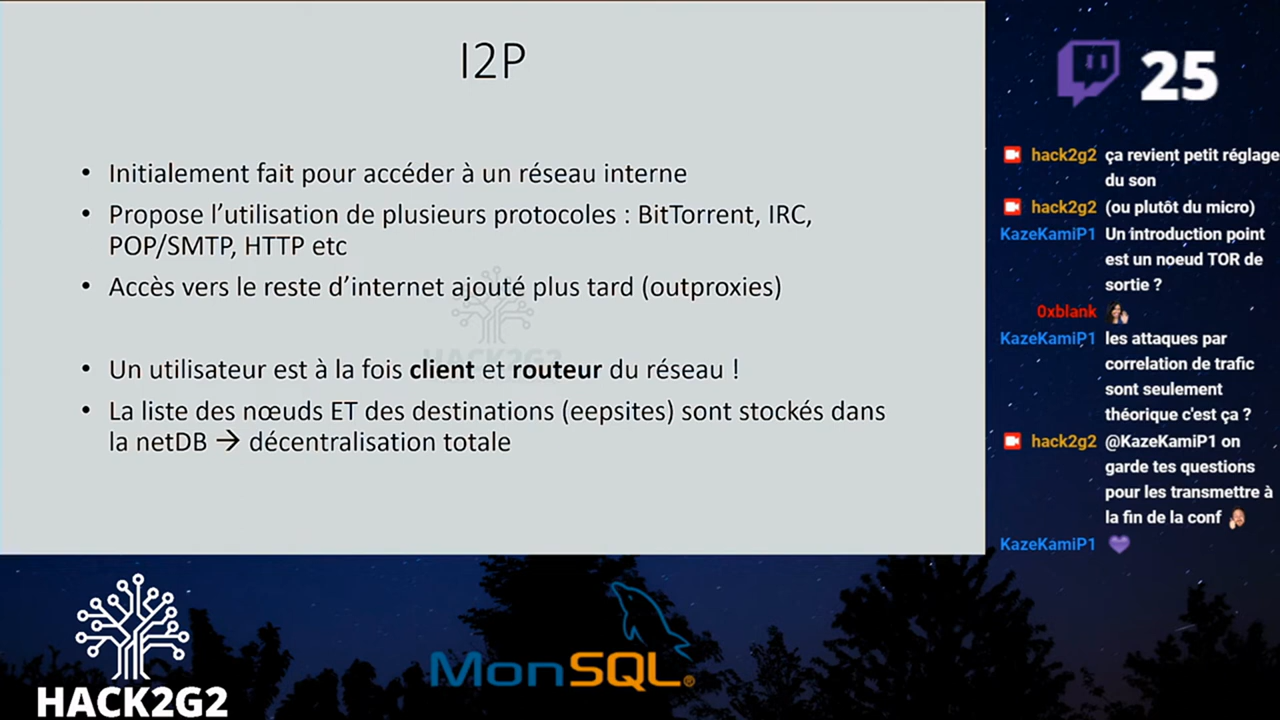 I2P
• Initialement fait pour accéder à un réseau interne
• Propose l’utilisation de plusieurs protocoles : BitTorrent, IRC,
POP/SMTP, HTTP etc
• Accès vers le reste d’internet ajouté plus tard (outproxies)
HACK2G2
• Un utilisateur est à la fois client et routeur du réseau !
• La liste des nœuds ET des destinations (eepsites) sont stockés dans
la netDB → décentralisation totale
25
hack2g2 ça revient petit réglage
du son
hack2g2 (ou plutôt du micro)
KazeKamiP1 Un introduction point
est un noeud TOR de
sortie ?
0xblank
KazeKamiP1 les attaques par
correlation de trafic
sont seulement
théorique c'est ça ?
hack2g2 @KazeKamiP1 on
garde tes questions
pour les transmettre à
la fin de la conf
KazeKamiP1
HACK2G2
MonSQL®